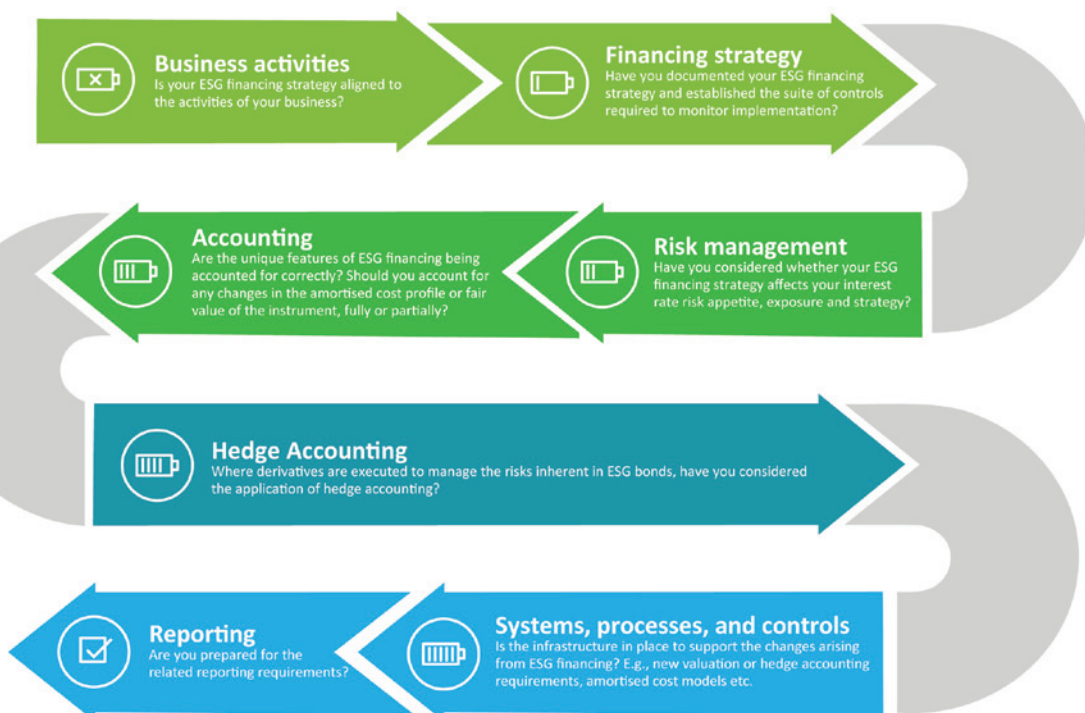 Business activities
Is your ESG financing strategy aligned to
the activities of your business?
Financing strategy
Have you documented your ESG financing
strategy and established the suite of controls
required to monitor implementation?
Risk management
Have you considered whether your ESG
financing strategy affects your interest
rate risk appetite, exposure and strategy?
Accounting
Are the unique features of ESG financing being
accounted for correctly? Should you account for
any changes in the amortised cost profile or fair
value of the instrument, fully or partially?
Hedge Accounting
Where derivatives are executed to manage the risks inherent in ESG bonds, have you considered
the application of hedge accounting?
Systems, processes, and controls
Is the infrastructure in place to support the changes arising
from ESG financing? E.g., new valuation or hedge accounting
requirements, amortised cost models etc.
Reporting
Are you prepared for the
related reporting requirements?